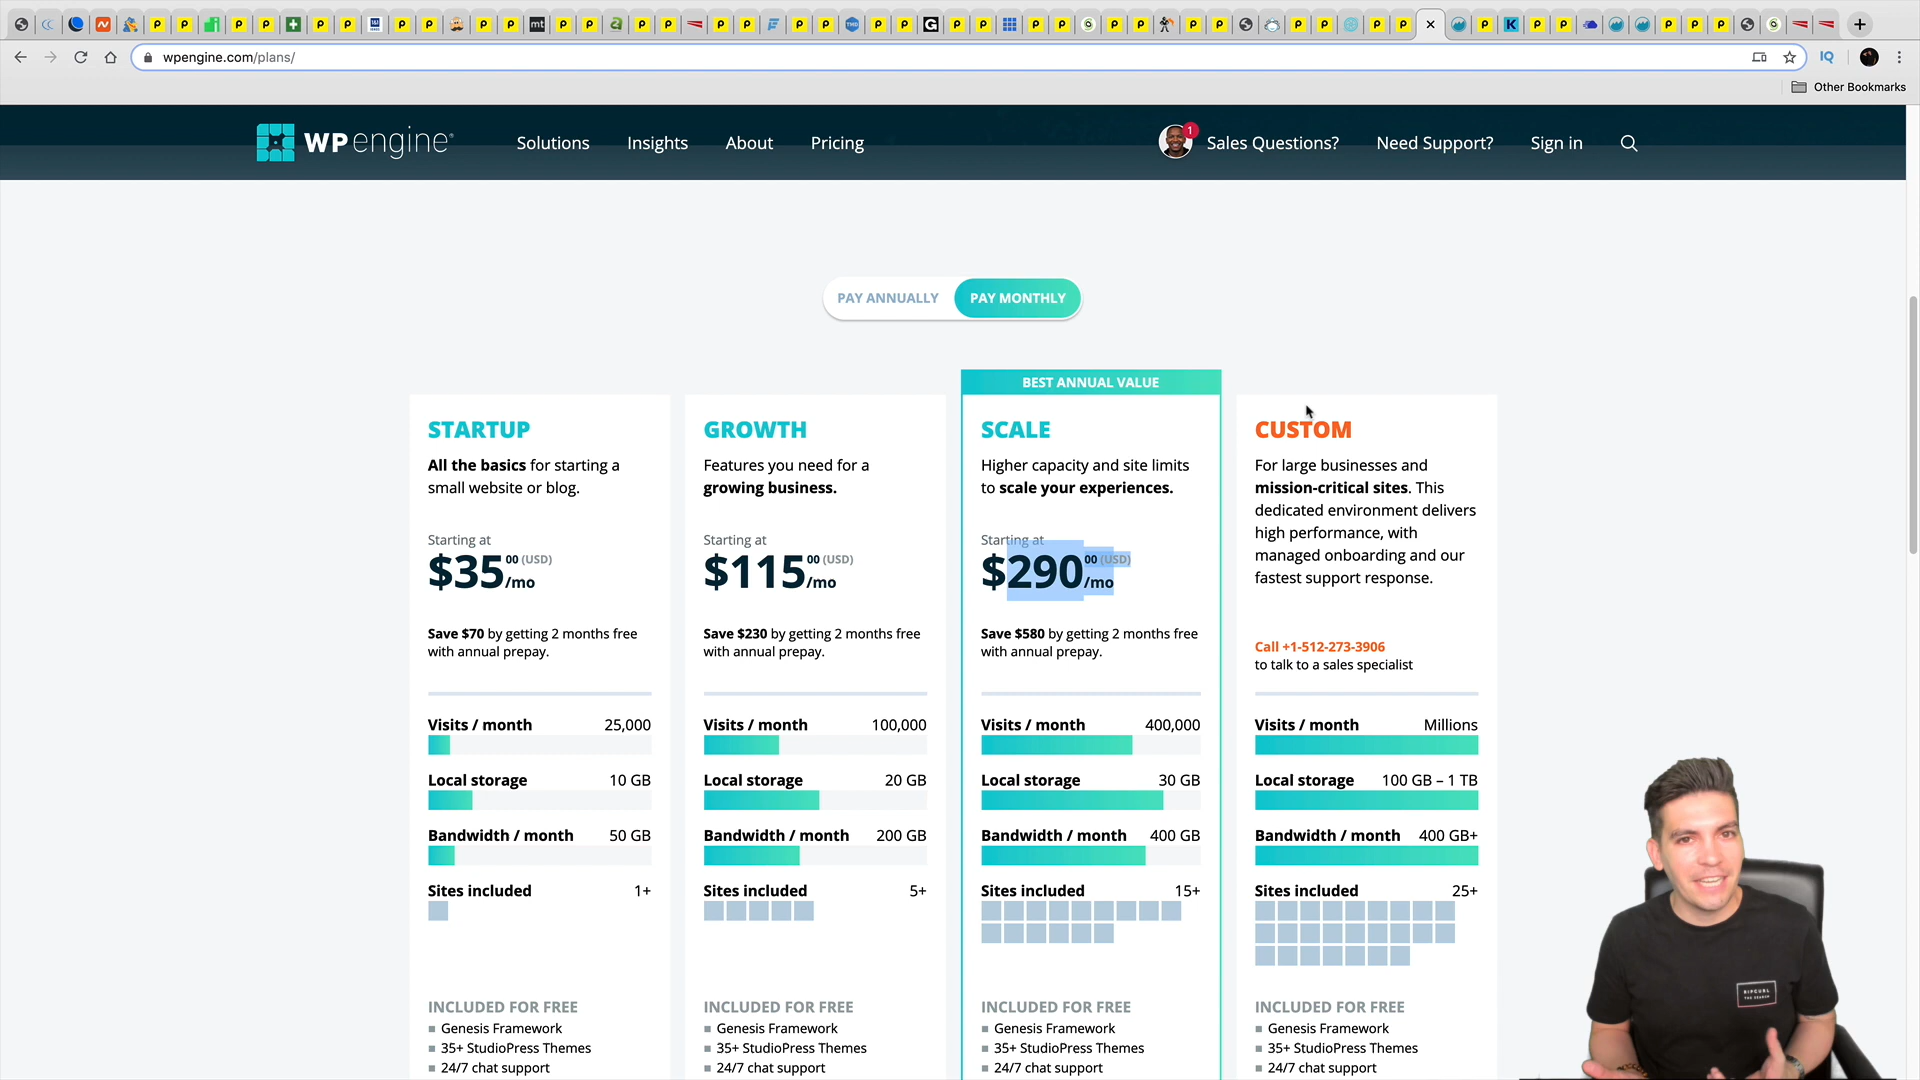 wpengine.com/plans/
IQ
Other Bookmarks
WP engine
Solutions
Insights
About
Pricing
1
Sales Questions?
Need Support?
Sign in
PAY ANNUALLY
PAY MONTHLY
BEST ANNUAL VALUE
STARTUP
All the basics for starting a
small website or blog.
Starting at
$35 00 (USD) /mo
Save $70 by getting 2 months free
with annual prepay.
Visits / month 25,000
Local storage 10 GB
Bandwidth / month 50 GB
Sites included 1+
INCLUDED FOR FREE
Genesis Framework
35+ StudioPress Themes
24/7 chat support
GROWTH
Features you need for a
growing business.
Starting at
$115 00 (USD) /mo
Save $230 by getting 2 months free
with annual prepay.
Visits / month 100,000
Local storage 20 GB
Bandwidth / month 200 GB
Sites included 5+
INCLUDED FOR FREE
Genesis Framework
35+ StudioPress Themes
24/7 chat support
SCALE
Higher capacity and site limits
to scale your experiences.
Starting at
$290 00 (USD) /mo
Save $580 by getting 2 months free
with annual prepay.
Visits / month 400,000
Local storage 30 GB
Bandwidth / month 400 GB
Sites included 15+
INCLUDED FOR FREE
Genesis Framework
35+ StudioPress Themes
24/7 chat support
CUSTOM
For large businesses and
mission-critical sites. This
dedicated environment delivers
high performance, with
managed onboarding and our
fastest support response.
Call +1-512-273-3906
to talk to a sales specialist
Visits / month Millions
Local storage 100 GB – 1 TB
Bandwidth / month 400 GB+
Sites included 25+
INCLUDED FOR FREE
Genesis Framework
35+ StudioPress Themes
24/7 chat support
RIPCURL
THE SEARCH